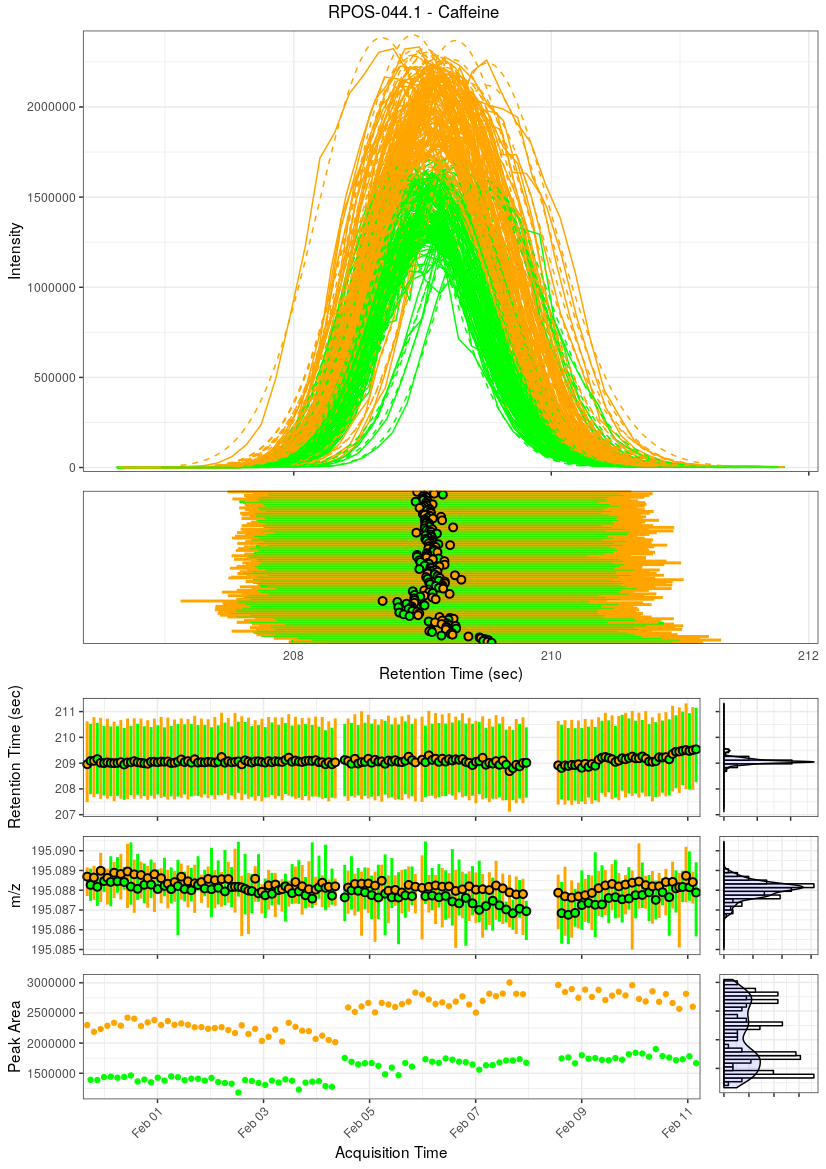 RPOS-044.1 - Caffeine
Intensity
2000000
1500000
1000000
500000
0
208
210
212
Retention Time (sec)
Retention Time (sec)
211
210
209
208
207
m/z
195.090
195.089
195.088
195.087
195.086
195.085
Peak Area
3000000
2500000
2000000
1500000
Feb 01
Feb 03
Feb 05
Feb 07
Feb 09
Feb 11
Acquisition Time